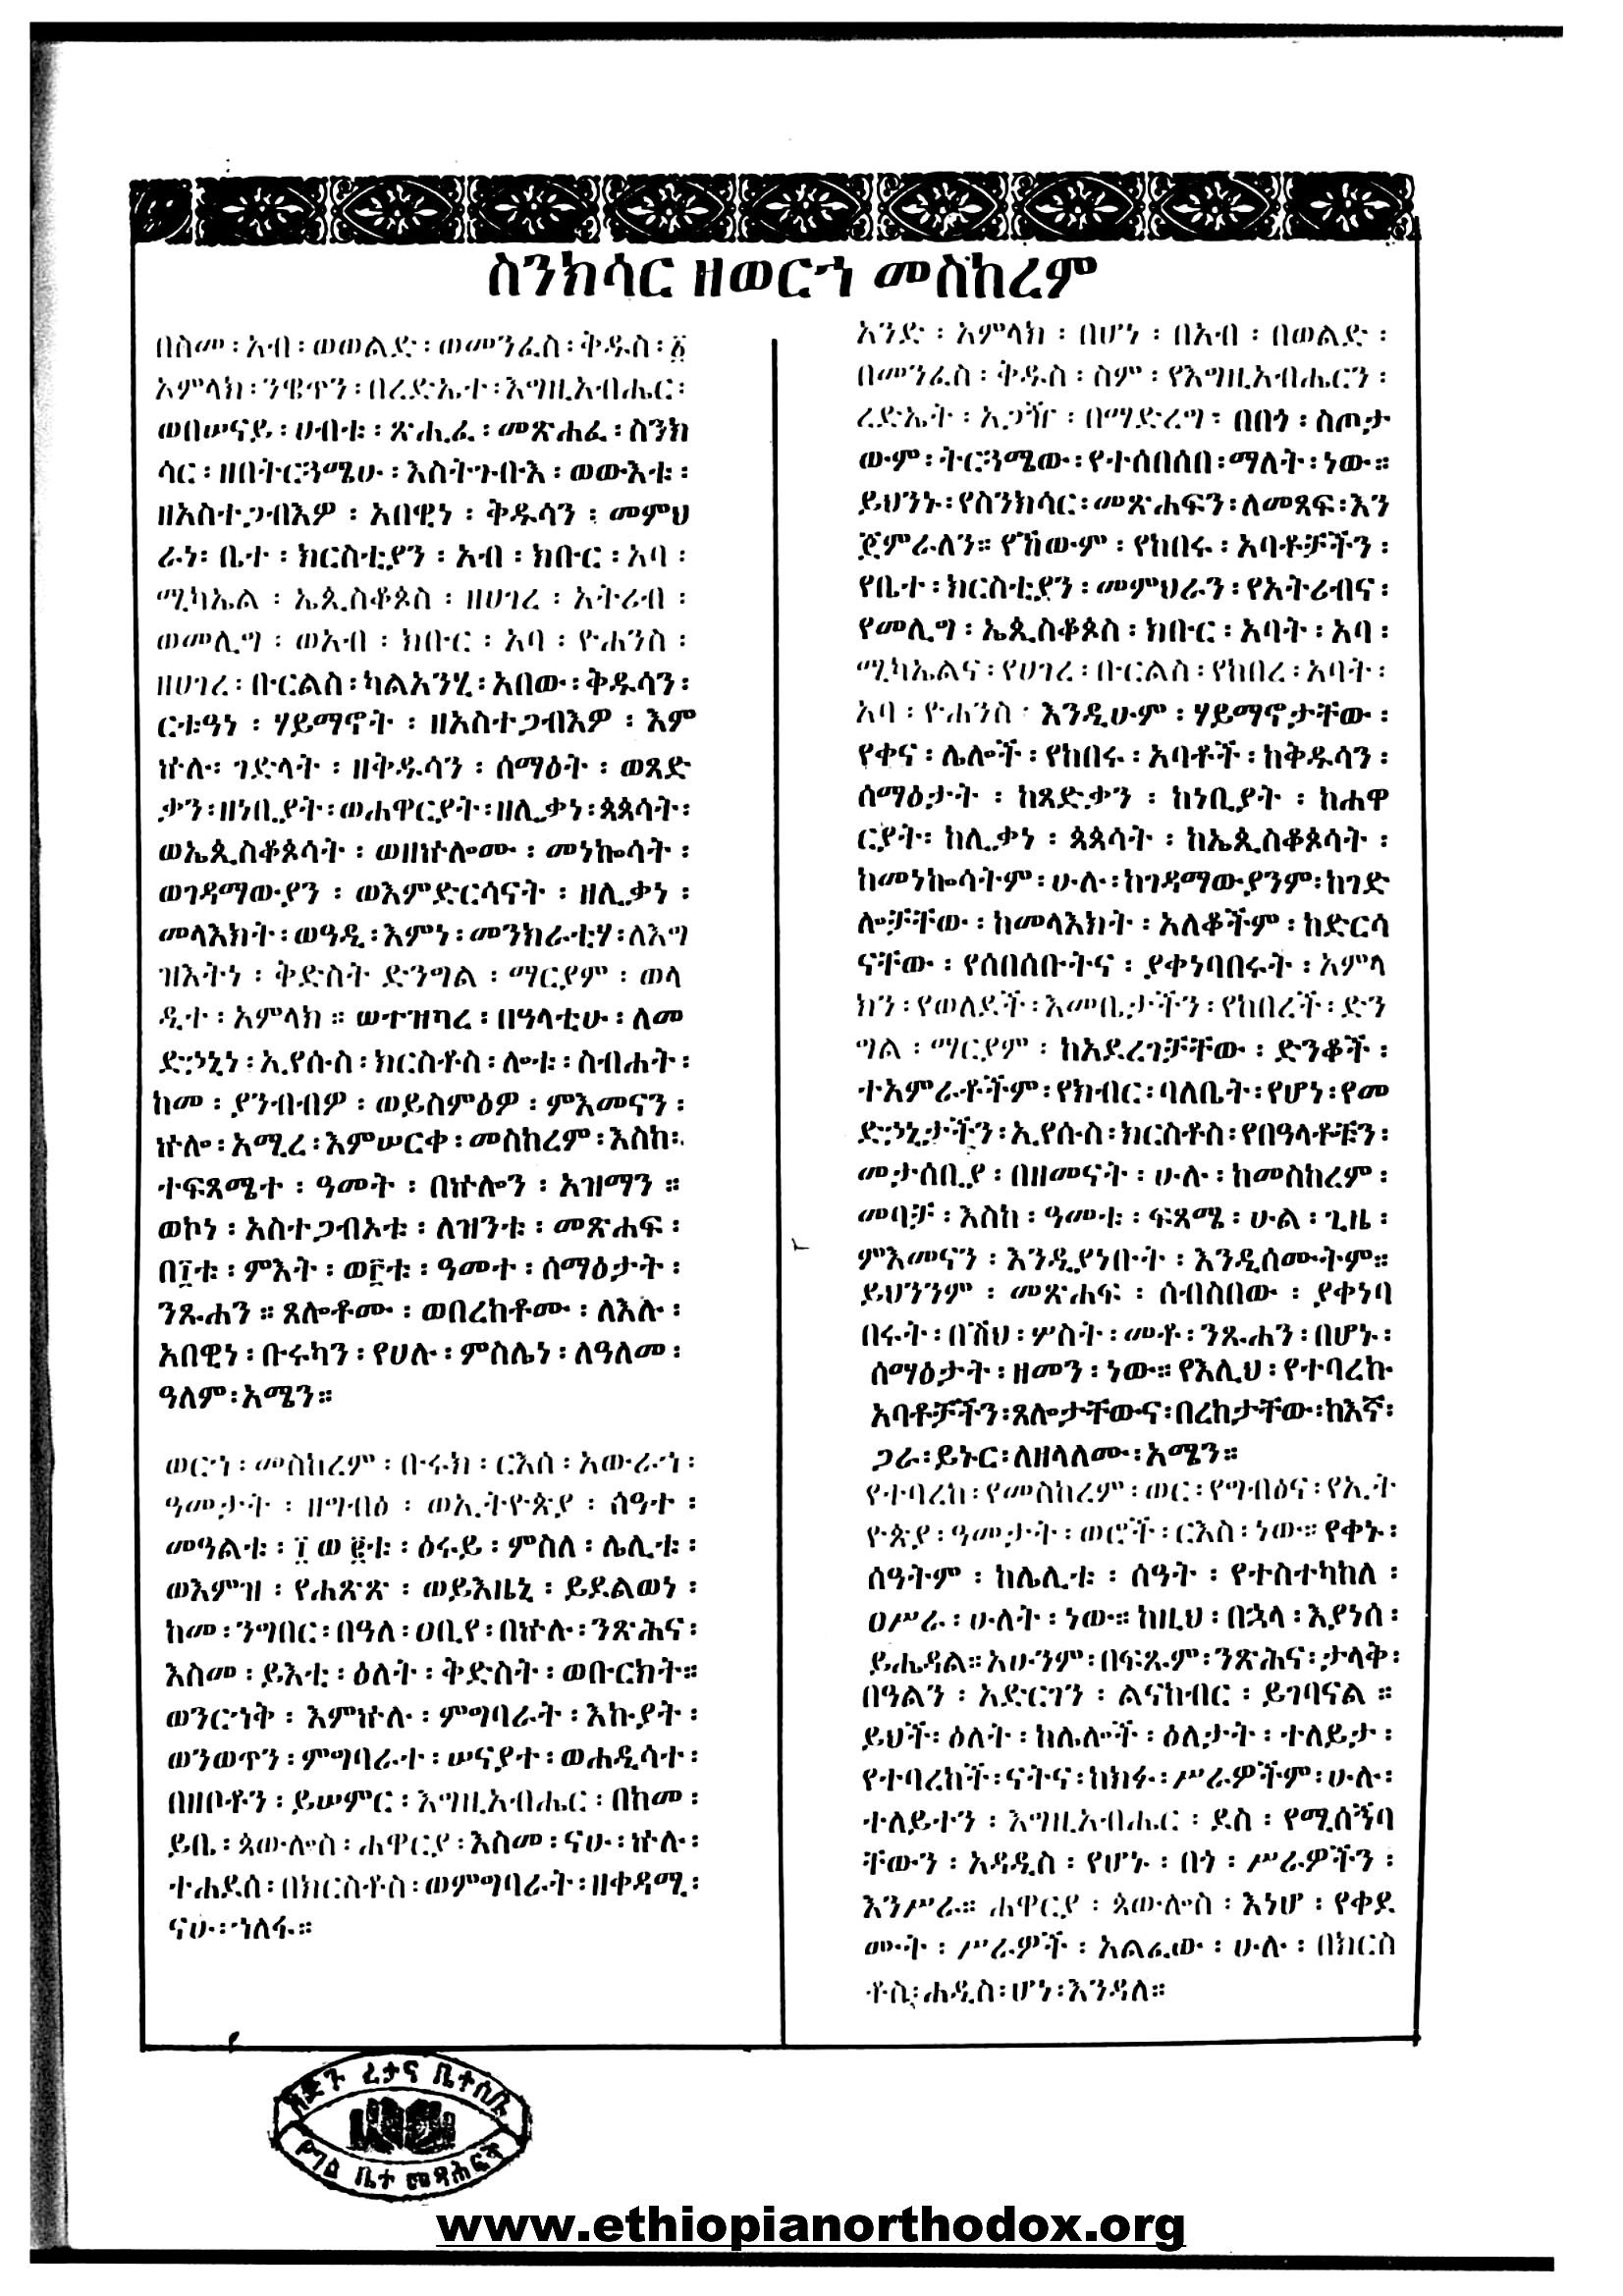 ስንክሳር ዘወርኀ መስከረም
በስመ ፡ አብ ፡ ወወልድ ፡ ወመንፈስ ፡ ቅዱስ ፡ ፩
አምላክ ፡ ንዌጥን ፡ በረድኤተ ፡ እግዚአብሔር ፡
ወበሠናይ ፡ ሀብቱ ፡ ጽሒፈ ፡ መጽሐፈ ፡ ስንክ
ሳር ፡ ዘበትርጓሜሁ ፡ እስትጉቡእ ፡ ወውእቱ ፡
ዘአስተጋብእዎ ፡ አበዊነ ፡ ቅዱሳን ፡ መምህ
ራነ፡ ቤተ ፡ ክርስቲያን ፡ አብ ፡ ክቡር ፡ አባ ፡
ሚካኤል ፡ ኤጲስቆጶስ ፡ ዘሀገረ ፡ አትሪብ ፡
ወመሊግ ፡ ወአብ ፡ ክቡር ፡ አባ ፡ ዮሐንስ ፡
ዘሀገረ ፡ ቡርልስ ፡ ካልአንሂ ፡ አበው ፡ ቅዱሳን ፡
ርቱዓነ ፡ ሃይማኖት ፡ ዘአስተጋብእዎ ፡ እም
ኵሉ፡ ገድላት ፡ ዘቅዱሳን ፡ ሰማዕት ፡ ወጻድ
ቃን ፡ ዘነቢያት ፡ ወሐዋርያት ፡ ዘሊቃነ ፡ ጳጳሳት ፡
ወኤጲስቆጶሳት ፡ ወዘኵሎሙ ፡ መነኰሳት ፡
ወገዳማውያን ፡ ወእምድርሳናት ፡ ዘሊቃነ ፡
መላእክት ፡ ወዓዲ ፡ እምነ ፡ መንክራቲሃ ፡ ለእግ
ዝእትነ ፡ ቅድስት ድንግል ፡ ማርያም ፡ ወላ
ዲተ ፡ አምላክ ። ወተዝካረ ፡ በዓላቲሁ ፡ ለመ
ድኃኒነ ፡ ኢየሱስ ፡ ክርስቶስ ፡ ሎቱ ፡ ስብሐት ፡
ከመ ፡ ያንብብዎ ፡ ወይስምዕዎ ፡ ምእመናን ፡
ኵሎ ፡ አሚረ ፡ እምሠርቀ ፡ መስከረም ፡ እስከ ፡
ተፍጻሜተ ፡ ዓመት ፡ በኵሎን ፡ አዝማን ።
ወኮነ ፡ አስተጋብኦቱ ፡ ለዝንቱ ፡ መጽሐፍ ፡
በ፲ቱ ፡ ምእት ፡ ወ፫ቱ ፡ ዓመተ ፡ ሰማዕታት ፡
ንጹሐን ። ጸሎቶሙ ፡ ወበረከቶሙ ፡ ለእሉ ፡
አበዊነ ፡ ቡሩካን ፡ የሀሉ ፡ ምስሌነ ፡ ለዓለመ ፡
ዓለም ፡ አሜን ።
ወርኀ ፡ መስከረም ፡ ቡሩክ ፡ ርእሰ ፡ አውራኀ ፡
ዓመታት ፡ ዘግብዕ ፡ ወኢትዮጵያ ፡ ሰዓተ ፡
መዓልቱ ፡ ፲ ወ ፪ቱ ፡ ዕሩይ ፡ ምስለ ፡ ሌሊቱ ፡
ወእምዝ ፡ የሐጽጽ ፡ ወይእዜኒ ፡ ይደልወነ ፡
ከመ ፡ ንግበር ፡ በዓለ ፡ ዐቢየ ፡ በኵሉ ፡ ንጽሕና ፡
እስመ ፡ ይእቲ ፡ ዕለት ፡ ቅድስት ፡ ወቡርክት ።
ወንርኀቅ ፡ እምኵሉ ፡ ምግባራት ፡ እኩያት ፡
ወንወጥን ፡ ምግባራተ ፡ ሠናያተ ፡ ወሐዲሳተ ፡
በዘቦቶን ፡ ይሠምር ፡ እግዚአብሔር ፡ በከመ ፡
ይቤ ፡ ጳውሎስ ፡ ሐዋርያ ፡ እስመ ፡ ናሁ ፡ ኵሉ ፡
ተሐደሰ ፡ በክርስቶስ ፡ ወምግባራት ፡ ዘቀዳሚ ፡
ናሁ ፡ ኀለፋ ።
አንድ ፡ አምላክ ፡ በሆነ ፡ በአብ ፡ በወልድ ፡
በመንፈስ ፡ ቅዱስ ፡ ስም ፡ የእግዚአብሔርን ፡
ረድኤት ፡ አጋዥ ፡ በማድረግ ፡ በበጎ ፡ ስጦታ
ውም ፡ ትርጓሜው ፡ የተሰበሰበ ፡ ማለት ፡ ነው ።
ይህንኑ ፡ የስንክሳር ፡ መጽሐፍን ፡ ለመጻፍ ፡ እን
ጀምራለን ። የኸውም ፡ የከበሩ ፡ አባቶቻችን ፡
የቤተ ፡ ክርስቲያን ፡ መምህራን ፡ የአትሪብና ፡
የመሊግ ፡ ኤጲስቆጶስ ፡ ክቡር ፡ አባት ፡ አባ ፡
ሚካኤልና ፡ የሀገረ ፡ ቡርልስ ፡ የከበረ ፡ አባት ፡
አባ ፡ ዮሐንስ ፡ እንዲሁም ፡ ሃይማኖታቸው ፡
የቀና ፡ ሌሎች ፡ የከበሩ ፡ አባቶች ፡ ከቅዱሳን ፡
ሰማዕታት ፡ ከጻድቃን ፡ ከነቢያት ፡ ከሐዋ
ርያት፡ ከሊቃነ ፡ ጳጳሳት ፡ ከኤጲስቆጶሳት ፡
ከመነኰሳትም ፡ ሁሉ ፡ ከገዳማውያንም ፡ ከገድ
ሎቻቸው ፡ ከመላእክት ፡ አለቆችም ፡ ከድርሳ
ናቸው ፡ የሰበሰቡትና ፡ ያቀነባበሩት ፡ አምላ
ክን ፡ የወለደች ፡ እመቤታችን ፡ የከበረች ፡ ድን
ግል ፡ ማርያም ፡ ከአደረገቻቸው ፡ ድንቆች ፡
ተአምራቶችም ፡ የክብር ፡ ባለቤት ፡ የሆነ ፡ የመ
ድኃኒታችን ፡ ኢየሱስ ፡ ክርስቶስ ፡ የበዓላቶቹን ፡
መታሰቢያ ፡ በዘመናት ፡ ሁሉ ፡ ከመስከረም ፡
መባቻ ፡ እስከ ፡ ዓመቱ ፡ ፍጻሜ ፡ ሁል ፡ ጊዜ ፡
ምእመናን ፡ እንዲያነቡት ፡ እንዲሰሙትም ።
ይህንንም ፡ መጽሐፍ ፡ ሰብስበው ፡ ያቀነባ
በሩት ፡ በሽህ ፡ ሦስት ፡ መቶ ፡ ንጹሐን ፡ በሆኑ ፡
ሰማዕታት ፡ ዘመን ፡ ነው ። የእሊህ ፡ የተባረኩ
አባቶቻችን ፡ ጸሎታቸውና ፡ በረከታቸው ፡ ከእኛ ፡
ጋራ ፡ ይኑር ፡ ለዘላለሙ ፡ አሜን ።
የተባረከ ፡ የመስከረም ፡ ወር ፡ የግብዕና ፡ የኢት
ዮጵያ ፡ ዓመታት ፡ ወሮች ፡ ርእስ ፡ ነው ። የቀኑ ፡
ሰዓትም ፡ ከሌሊቱ ፡ ሰዓት ፡ የተስተካከለ ፡
ዐሥራ ፡ ሁለት ፡ ነው ። ከዚህ ፡ በኋላ ፡ እያነሰ ፡
ይሔዳል ። አሁንም ፡ በፍጹም ፡ ንጽሕና ፡ ታላቅ ፡
በዓልን ፡ አድርገን ፡ ልናከብር ፡ ይገባናል ።
ይህች፡ ዕለት ፡ ከሌሎች ፡ ዕለታት ፡ ተለይታ ፡
የተባረከች ፡ ናትና ፡ ከክፉ ፡ ሥራዎችም ፡ ሁሉ ፡
ተለይተን ፡ እግዚአብሔር ፡ ደስ ፡ የሚሰኝባ
ቸውን ፡ አዳዲስ ፡ የሆኑ ፡ በጎ ፡ ሥራዎችን ፡
እንሥራ ። ሐዋርያ ፡ ጳውሎስ ፡ እነሆ ፡ የቀደ
ሙት ፡ ሥራዎች ፡ አልፈው ፡ ሁሉ ፡ በክርስ
ቶስ ፡ ሐዲስ ፡ ሆነ ፡ እንዳለ ።
ረታና ቤተሰቡ
የግል ቤተ መጻሕፍት
www.ethiopianorthodox.org